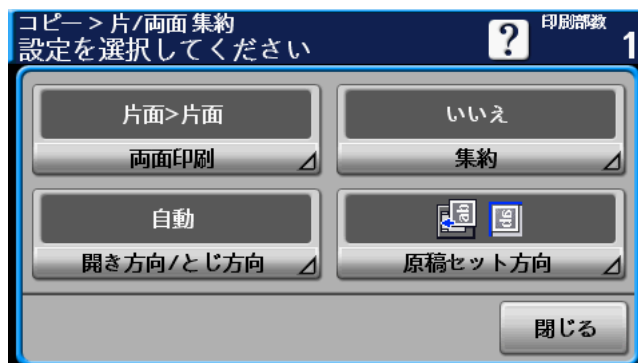 コピー > 片/両面 集約
設定を選択してください
?
印刷部数
1
片面>片面
両面印刷
いいえ
集約
自動
開き方向/とじ方向
原稿セット方向
閉じる